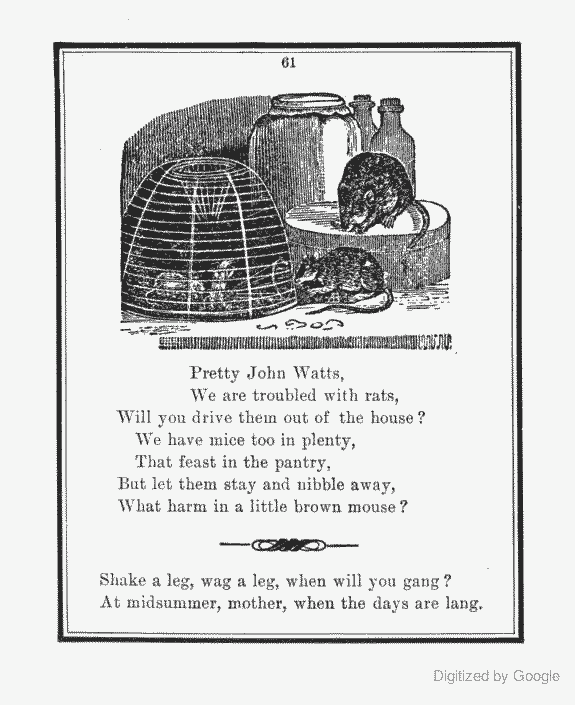 61
Pretty John Watts,
We are troubled with rats,
Will you drive them out of the house?
We have mice too in plenty,
That feast in the pantry,
But let them stay and nibble away,
What harm in a little brown mouse?
Shake a leg, wag a leg, when will you gang?
At midsummer, mother, when the days are lang.
Digitized by Google